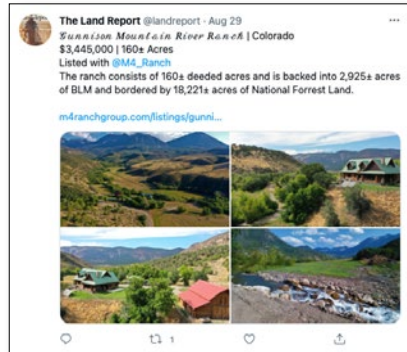 The Land Report @landreport · Aug 29
𝒢𝓊𝓃𝓃𝒾𝓈𝑜𝓃 𝑀𝑜𝓊𝓃𝓉𝒶𝒾𝓃 𝑅𝒾𝓋𝑒𝓇 𝑅𝒶𝓃𝒸𝒽 | Colorado
$3,445,000 | 160± Acres
Listed with @M4_Ranch
The ranch consists of 160± deeded acres and is backed into 2,925± acres
of BLM and bordered by 18,221± acres of National Forrest Land.
m4ranchgroup.com/listings/gunni...
1